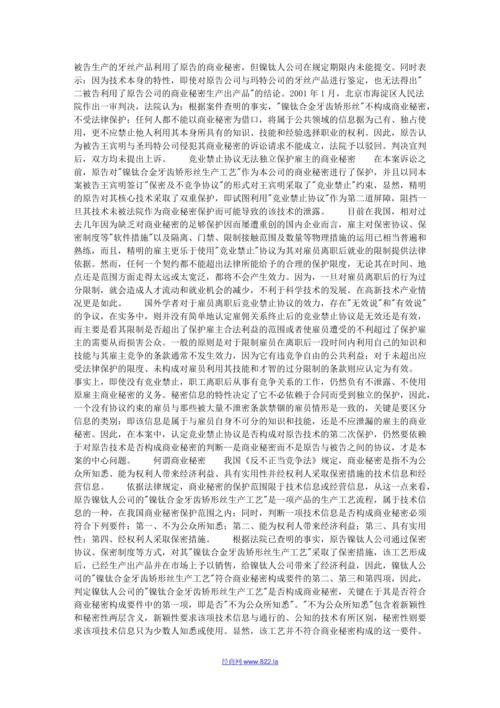 被告生产的牙丝产品利用了原告的商业秘密，但镍钛人公司在规定期限内未能提交。同时表
示：因为技术本身的特性，即使对原告公司与玛特公司的牙丝产品进行鉴定，也无法得出"
二被告利用了原告公司的商业秘密生产出产品"的结论。2001 年 1 月，北京市海淀区人民法
院作出一审判决，法院认为：根据案件查明的事实，"镍钛合金牙齿矫形丝"不构成商业秘密，
不受法律保护；任何人都不能以商业秘密为借口，将属于公共领域的信息据为己有、独占使
用，更不应禁止他人利用其本身所具有的知识、技能和经验选择职业的权利。因此，原告认
为被告王宾明与圣玛特公司侵犯其商业秘密的诉讼请求不能成立，法院予以驳回。判决宣判
后，双方均未提出上诉。 竞业禁止协议无法独立保护雇主的商业秘密 在本案诉讼之
前，原告对"镍钛合金牙齿矫形丝生产工艺"作为本公司的商业秘密进行了保护，并且以同本
案被告王宾明签订"保密及不竞争协议"的形式对王宾明采取了"竞业禁止"约束，显然，精明
的原告对其核心技术采取了双重保护，即试图利用"竞业禁止协议"作为第二道屏障，阻挡一
旦其技术未被法院作为商业秘密保护而可能导致的该技术的泄露。 目前在我国，相对过
去几年因为缺乏对商业秘密的足够保护因而屡遭重创的国内企业而言，雇主对保密协议、保
密制度等"软件措施"以及隔离、门禁、限制接触范围及数量等物理措施的运用已相当普遍和
熟练，而且，精明的雇主更乐于使用"竞业禁止"协议为其对雇员离职后就业的限制提供法律
依据。然而，任何一个契约都不能超出法律所能给予的合理的保护限度，无论其在时间、地
点还是范围方面走得太远或太宽泛，都将不会产生效力。因为，一旦对雇员离职后的行为过
分限制，就会造成人才流动和就业机会的减少，不利于科学技术的发展。在高新技术产业情
况更是如此。 国外学者对于雇员离职后竞业禁止协议的效力，存在"无效说"和"有效说"
的争议，在实务中，则并没有简单地认定雇佣关系终止后的竞业禁止协议是无效还是有效，
而主要是看其限制是否超出了保护雇主合法利益的范围或者使雇员遭受的不利超过了保护雇
主的需要从而损害公众。一般的原则是对于限制雇员在离职后一段时间内利用自己的知识和
技能与其雇主竞争的条款通常不发生效力，因为它有违竞争自由的公共利益；对于未超出应
受法律保护的限度、未构成对雇员利用其技能和才智的过分限制的条款则应认定为有效。
事实上，即使没有竞业禁止，职工离职后从事有竞争关系的工作，仍然负有不泄露、不使用
原雇主商业秘密的义务。秘密信息的特性决定了它不必依赖于合同而受到独立的保护，因此，
一个没有协议约束的雇员与那些被大量不泄密条款禁锢的雇员情形是一致的，关键是要区分
信息的类别：即该信息是属于与雇员自身不可分的知识和技能，还是不应泄漏的雇主的商业
密。因此，在本案中，认定竞业禁止协议是否构成对原告技术的第二次保护，仍然要依赖
于对原告技术是否构成商业秘密的判断—是商业秘密而不是原告与被告之间的协议，才是本
案的中心问题。 何谓商业秘密 我国《反不正当竞争法》规定，商业秘密是指不为公
众所知悉、能为权利人带来经济利益、具有实用性并经权利人采取保密措施的技术信息和经
营信息。 依据法律规定，商业秘密的保护范围限于技术信息或经营信息，从这一点来看，
原告镍钛人公司的"镍钛合金牙齿矫形丝生产工艺"是一项产品的生产工艺流程，属于技术信
息的一种，在我国商业秘密保护范围之内；同时，判断一项技术信息是否构成商业秘密必须
符合下列要件：第一、不为公众所知悉；第二、能为权利人带来经济利益；第三、具有实用
性；第四、经权利人采取保密措施。 根据法院已查明的事实，原告镍钛人公司通过保密
协议、保密制度等方式，对其"镍钛合金牙齿矫形丝生产工艺"采取了保密措施，该工艺形成
后，已经生产出产品并在市场上予以销售，给镍钛人公司带来了经济利益，因此，镍钛人公
司的"镍钛合金牙齿矫形丝生产工艺"符合商业秘密构成要件的第二、第三和第四项，因此，
判定镍钛人公司的"镍钛合金牙齿矫形丝生产工艺"是否构成商业秘密，关键在于其是否符合
商业秘密构成要件中的第一项，即是否"不为公众所知悉"。"不为公众所知悉"包含着新颖性
和秘密性两层含义，新颖性要求该项技术信息与通行的、公知的技术有所区别，秘密性则要
求该项技术信息只为少数人知悉或使用。显然，该工艺并不符合商业秘密构成的这一要件。
经商网 www.822.la